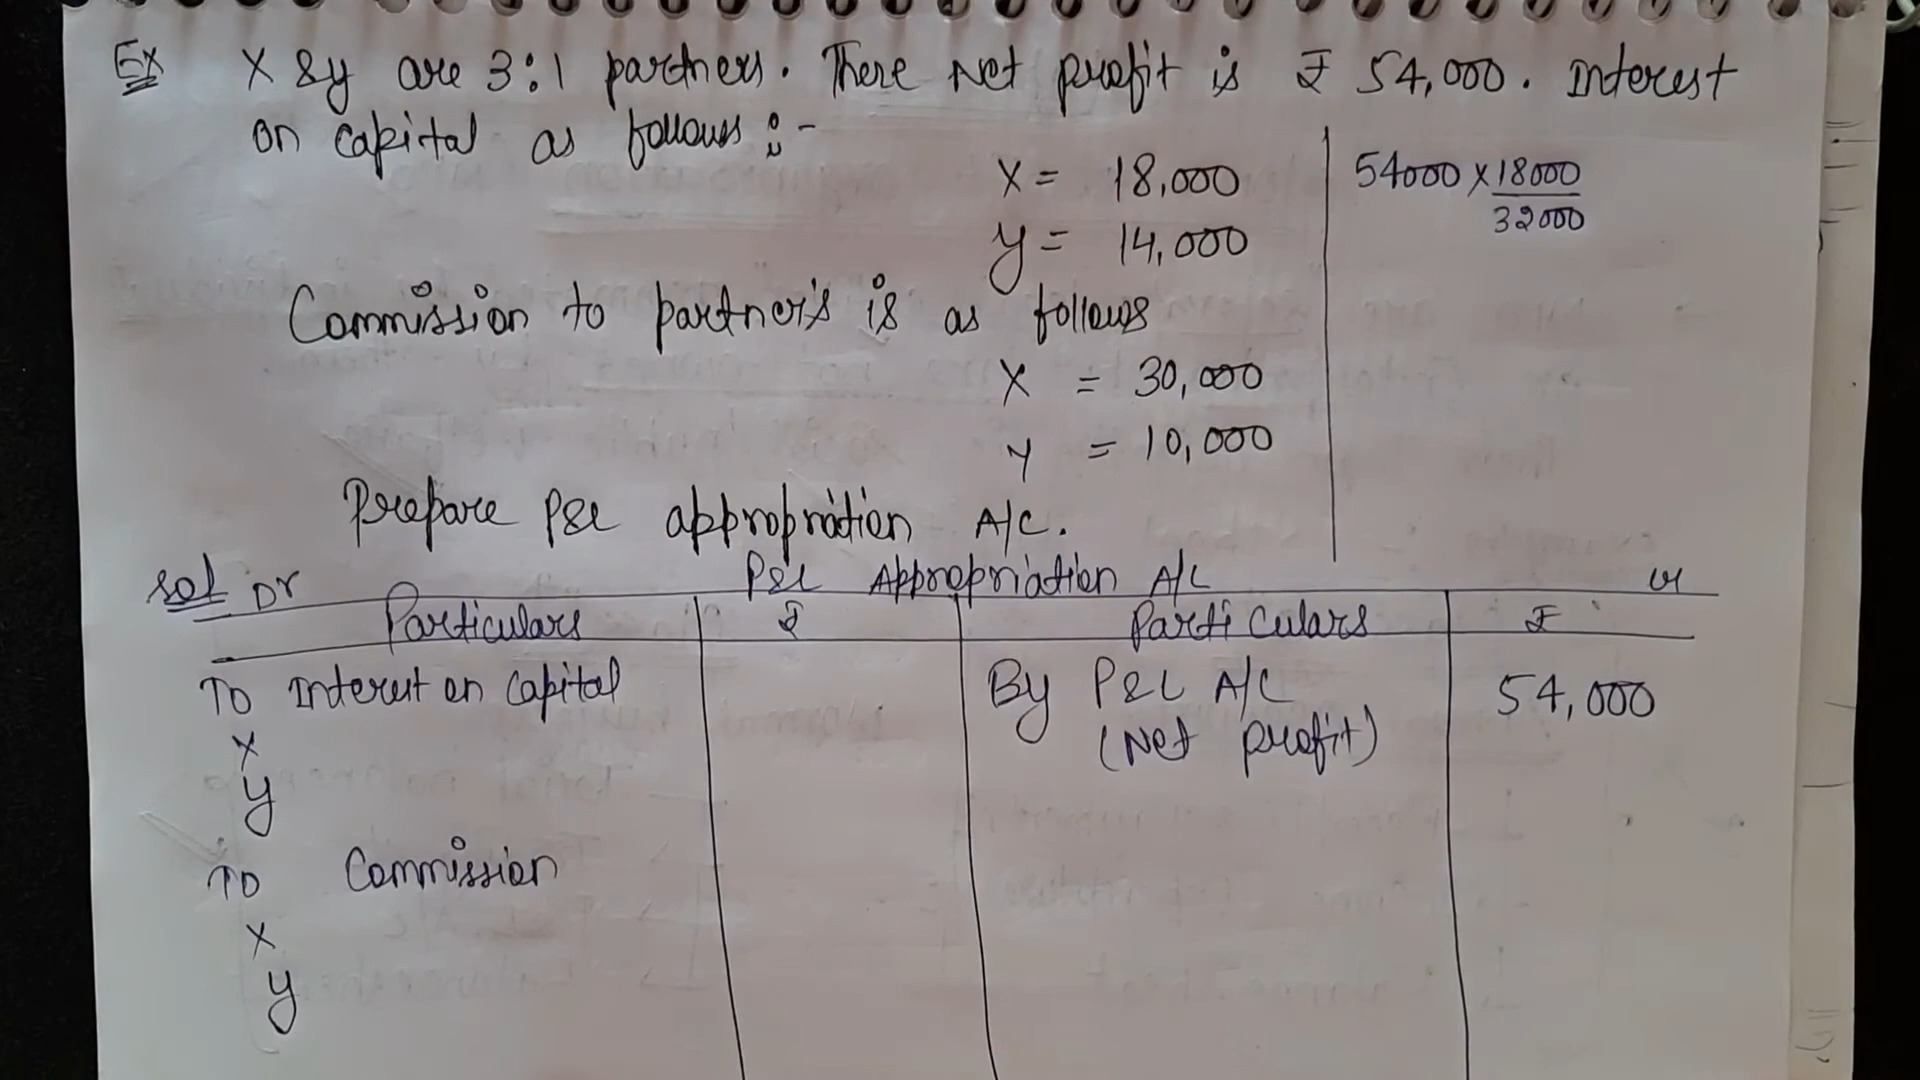 Ex X & y are 3:1 partners. There Net profit is ₹ 54,000. Interest
on capital as follows :-
X = 18,000
y = 14,000
54000 × 18000
32000
Commission to partner's is as follows
X = 30,000
y = 10,000
Prepare P&L appropriation A/C.
Sol Dr P&L Appropriation A/C Cr
Particulars ₹ Particulars ₹
To Interest on Capital By P&L A/C 54,000
X (Net profit)
y
To Commission
X
y